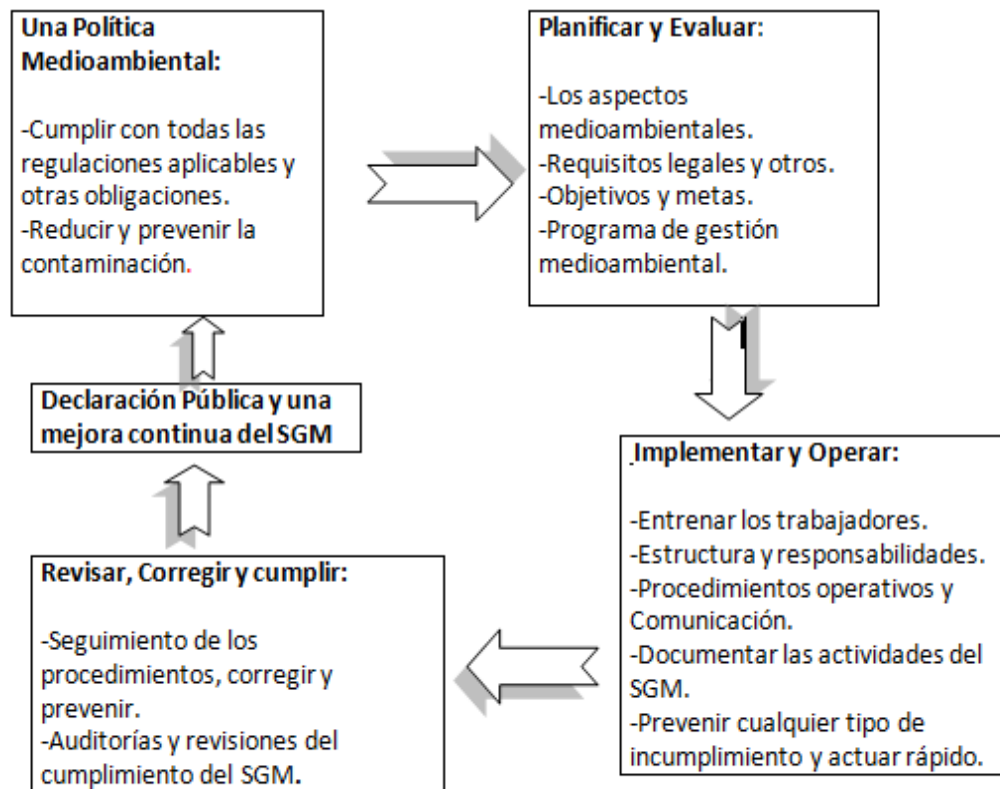 Una Política
Medioambiental:
-Cumplir con todas las
regulaciones aplicables y
otras obligaciones.
-Reducir y prevenir la
contaminación.
Planificar y Evaluar:
-Los aspectos
medioambientales.
-Requisitos legales y otros.
-Objetivos y metas.
-Programa de gestión
medioambiental.
Implementar y Operar:
-Entrenar los trabajadores.
-Estructura y responsabilidades.
-Procedimientos operativos y
Comunicación.
-Documentar las actividades del
SGM.
-Prevenir cualquier tipo de
incumplimiento y actuar rápido.
Revisar, Corregir y cumplir:
-Seguimiento de los
procedimientos, corregir y
prevenir.
-Auditorías y revisiones del
cumplimiento del SGM.
Declaración Pública y una
mejora continua del SGM